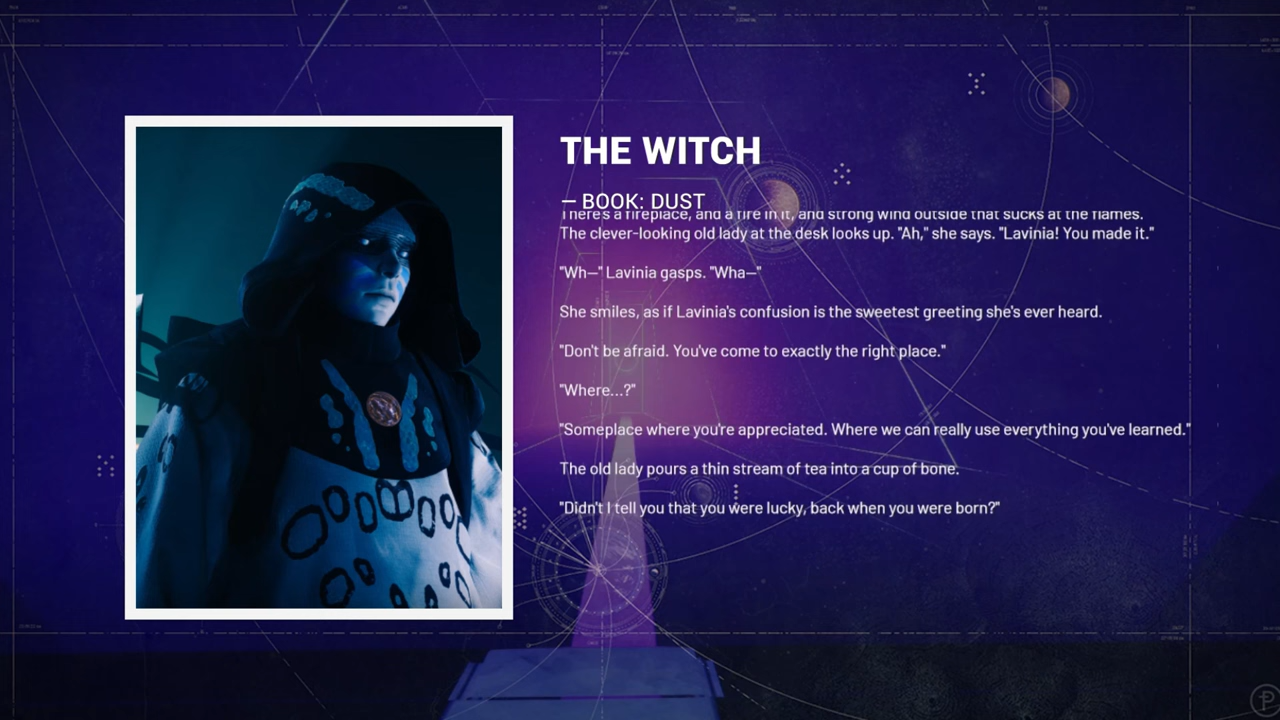 THE WITCH
– BOOK: DUST
There's a fireplace, and a fire in it, and strong wind outside that sucks at the flames.
The clever-looking old lady at the desk looks up. "Ah," she says. "Lavinia! You made it."
"Wh—" Lavinia gasps. "Wha—"
She smiles, as if Lavinia's confusion is the sweetest greeting she's ever heard.
"Don't be afraid. You've come to exactly the right place."
"Where...?"
"Someplace where you're appreciated. Where we can really use everything you've learned."
The old lady pours a thin stream of tea into a cup of bone.
"Didn't I tell you that you were lucky, back when you were born?"